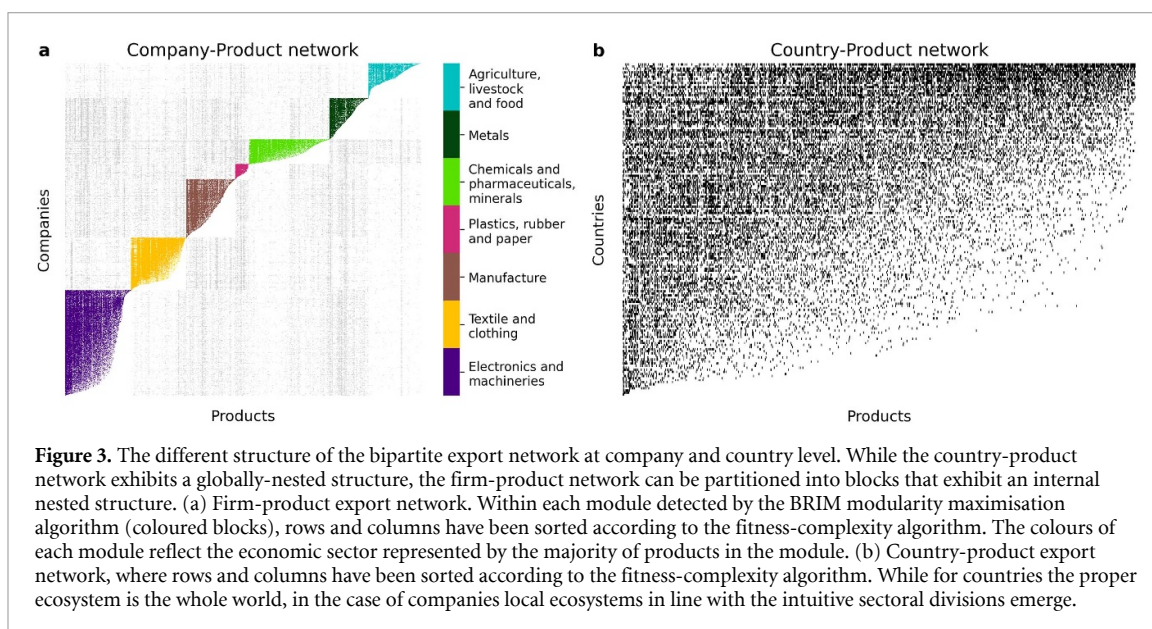 a
Company-Product network
Companies
Products
Agriculture,
livestock
and food
Metals
Chemicals and
pharmaceuticals,
minerals
Plastics, rubber
and paper
Manufacture
Textile and
clothing
Electronics and
machineries
b
Country-Product network
Countries
Products
Figure 3. The different structure of the bipartite export network at company and country level. While the country-product
network exhibits a globally-nested structure, the firm-product network can be partitioned into blocks that exhibit an internal
nested structure. (a) Firm-product export network. Within each module detected by the BRIM modularity maximisation
algorithm (coloured blocks), rows and columns have been sorted according to the fitness-complexity algorithm. The colours of
each module reflect the economic sector represented by the majority of products in the module. (b) Country-product export
network, where rows and columns have been sorted according to the fitness-complexity algorithm. While for countries the proper
ecosystem is the whole world, in the case of companies local ecosystems in line with the intuitive sectoral divisions emerge.